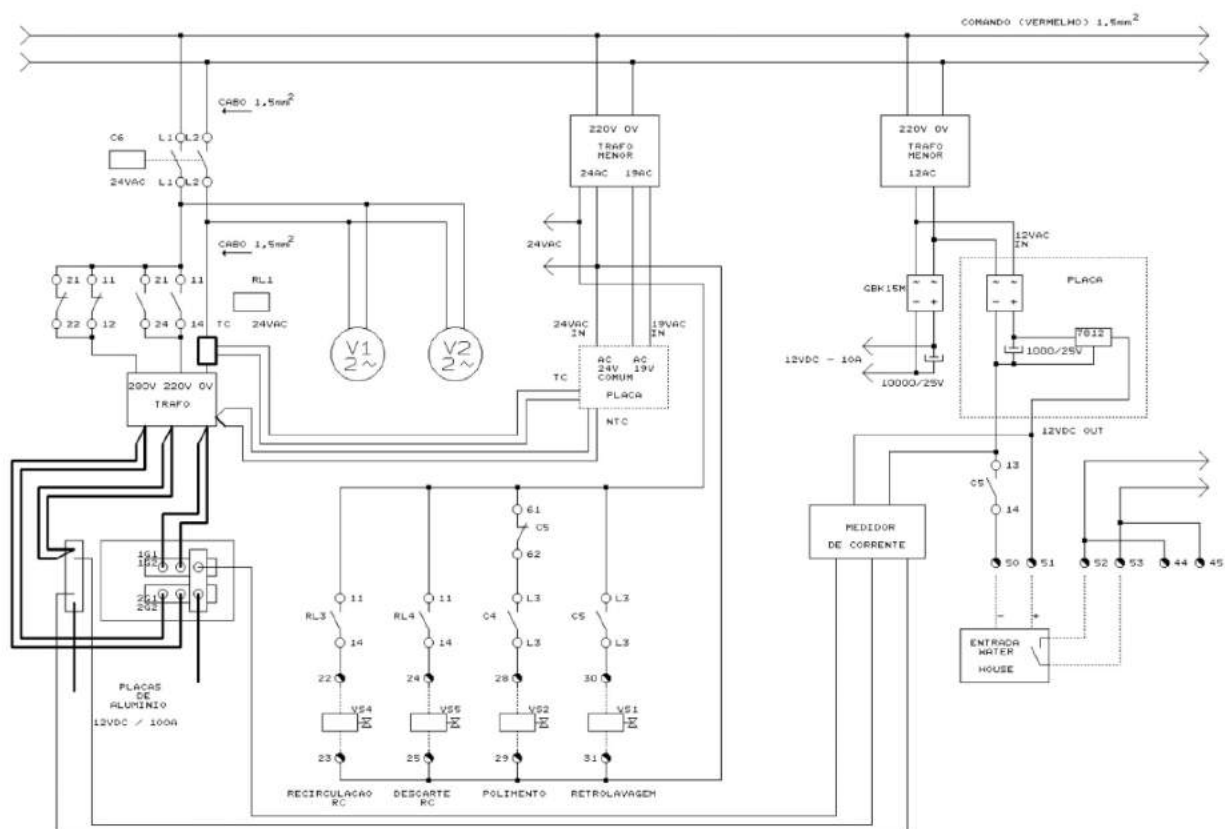 COMANDO (VERMELHO) 1,5mm²
CABO 1,5mm²
C6
L1 L2
24VAC
L1 L2
220V 0V
TRAFO
MENOR
24AC 19AC
220V 0V
TRAFO
MENOR
12AC
24VAC
CABO 1,5mm²
12VAC
IN
21 11 21 11
RL1
22 12 24 14
TC
24VAC
V1
2~
V2
2~
24VAC
IN
19VAC
IN
GBK15M
~ ~
- +
~ ~
- +
PLACA
7812
1000/25V
12VDC - 10A
10000/25V
TC
AC AC
24V 19V
COMUM
PLACA
NTC
280V 220V 0V
TRAFO
12VDC OUT
13
C5
14
MEDIDOR
DE CORRENTE
61
C5
62
50 51 52 53 44 45
1G1
1G2
2G1
2G2
11
RL3
14
11
RL4
14
L3
C4
L3
L3
C5
L3
- +
ENTRADA
WATER
HOUSE
PLACAS
DE
ALUMINIO
12VDC / 100A
22 24 28 30
VS4 VS5 VS2 VS1
23 25 29 31
RECIRCULACAO
RC
DESCARTE
RC
POLIMENTO
RETROLAVAGEM